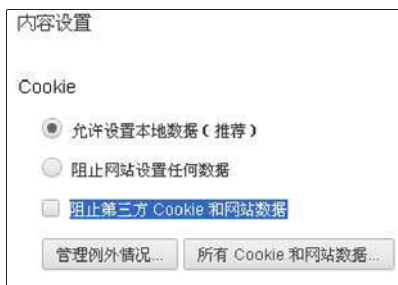 内容设置
Cookie
允许设置本地数据（推荐）
阻止网站设置任何数据
阻止第三方 Cookie 和网站数据
管理例外情况... 所有 Cookie 和网站数据...